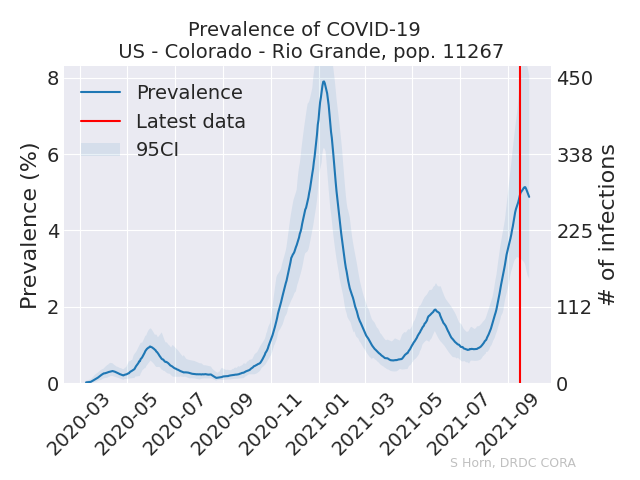 Prevalence of COVID-19
US - Colorado - Rio Grande, pop. 11267
Prevalence
Latest data
95CI
Prevalence (%)
8
6
4
2
0
# of infections
450
338
225
112
0
2020-03
2020-05
2020-07
2020-09
2020-11
2021-01
2021-03
2021-05
2021-07
2021-09
S Horn, DRDC CORA